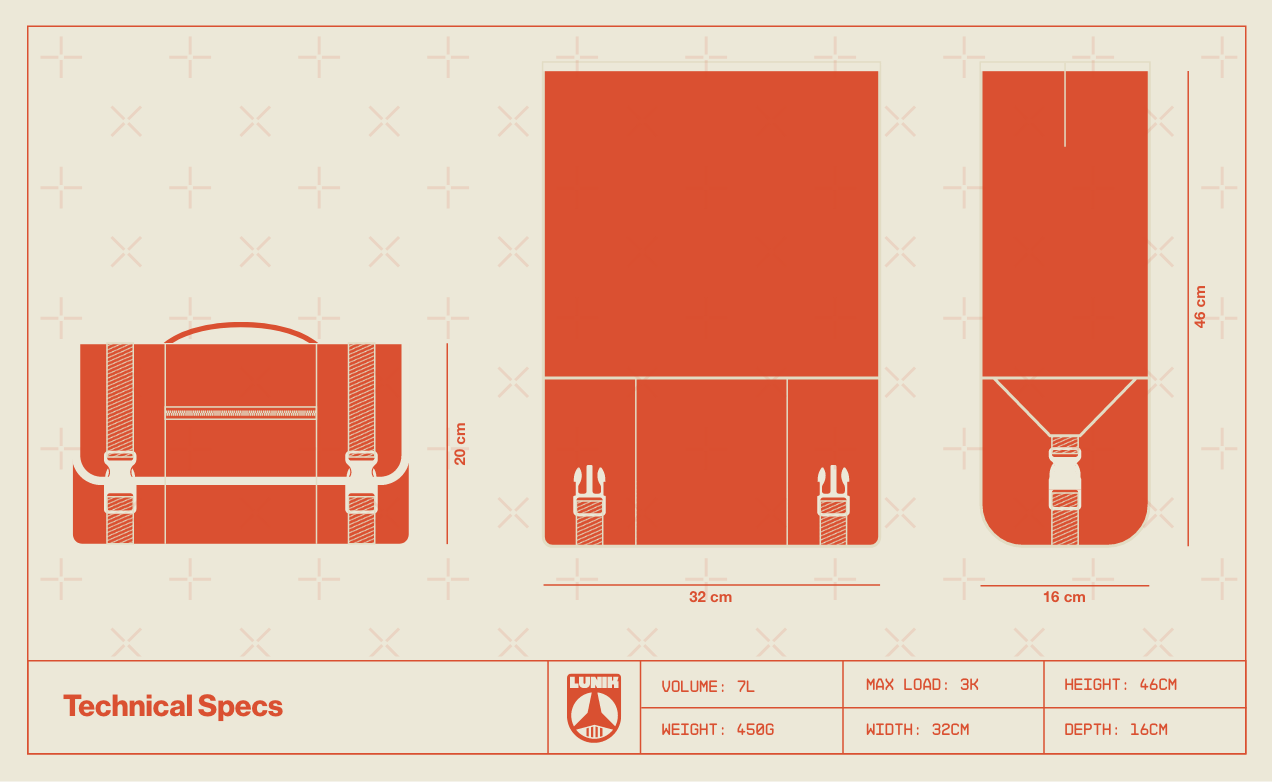 20 cm
32 cm
16 cm
46 cm
Technical Specs
LUNIK
VOLUME: 7L
MAX LOAD: 3K
HEIGHT: 46CM
WEIGHT: 450G
WIDTH: 32CM
DEPTH: 16CM